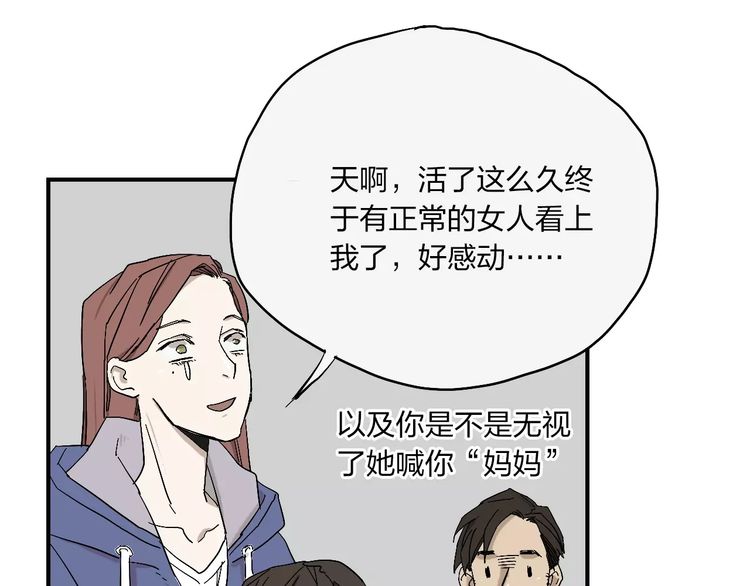 天啊，活了这么久终
于有正常的女人看上
我了，好感动……
以及你是不是无视
了她喊你“妈妈”